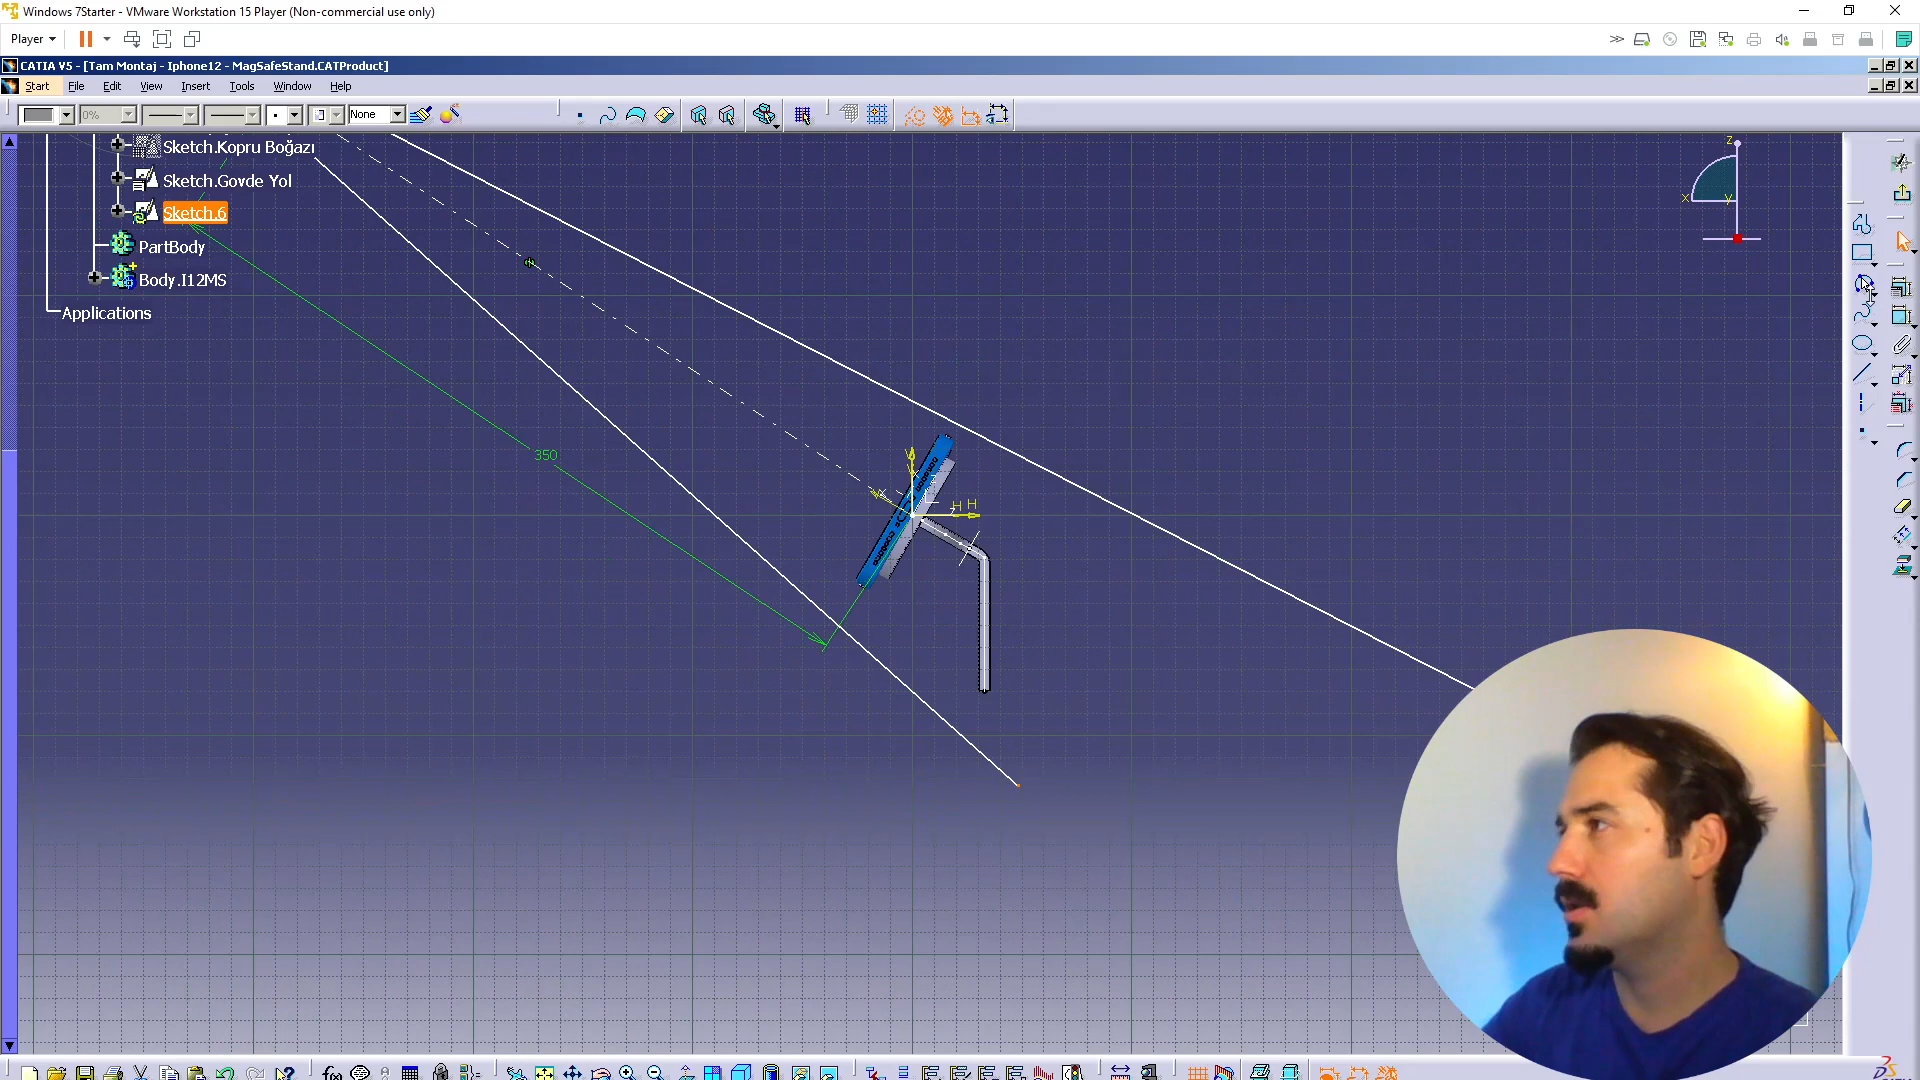 Windows 7Starter - VMware Workstation 15 Player (Non-commercial use only)
Player
CATIA V5 - [Tam Montaj - Iphone12 - MagSafeStand.CATProduct]
Start File Edit View Insert Tools Window Help
0% None
Sketch.Kopru Boğazı
Sketch.Govde Yol
Sketch.6
PartBody
Body.I12MS
Applications
z
x y
350
H H
f(x)